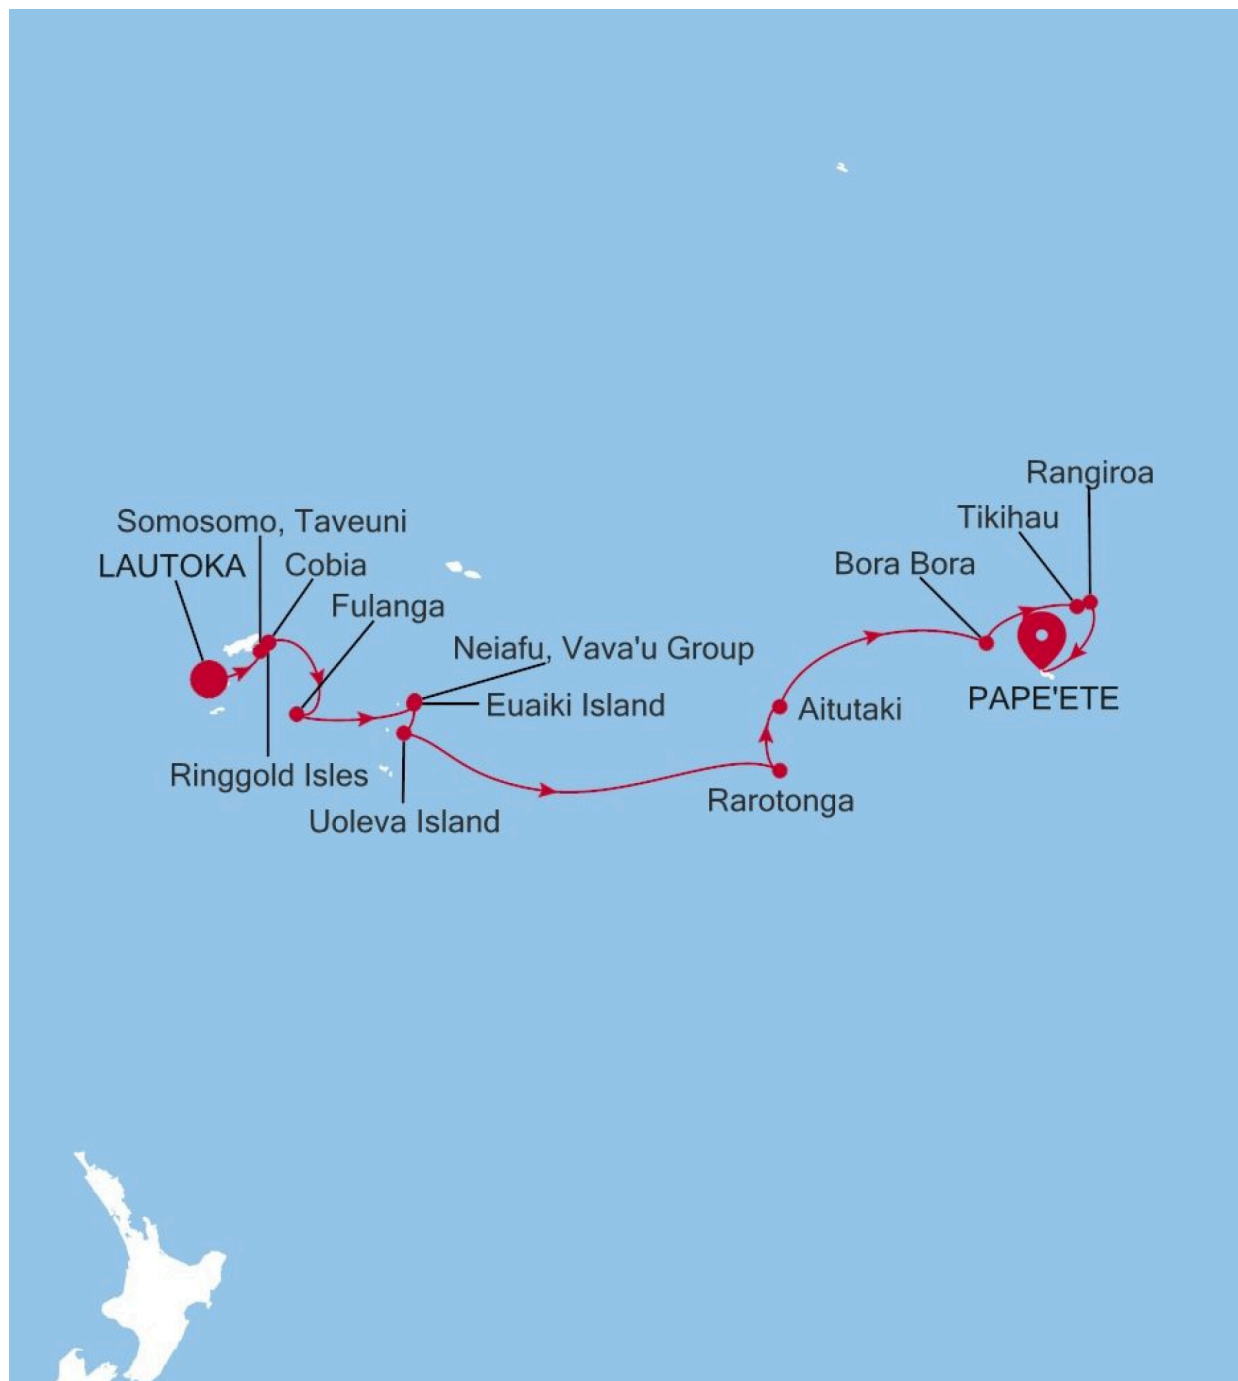 Rangiroa
Tikihau
Somosomo, Taveuni
LAUTOKA
Cobia
Bora Bora
Fulanga
Neiafu, Vava'u Group
Euaiki Island
PAPE'ETE
Aitutaki
Ringgold Isles
Rarotonga
Uoleva Island